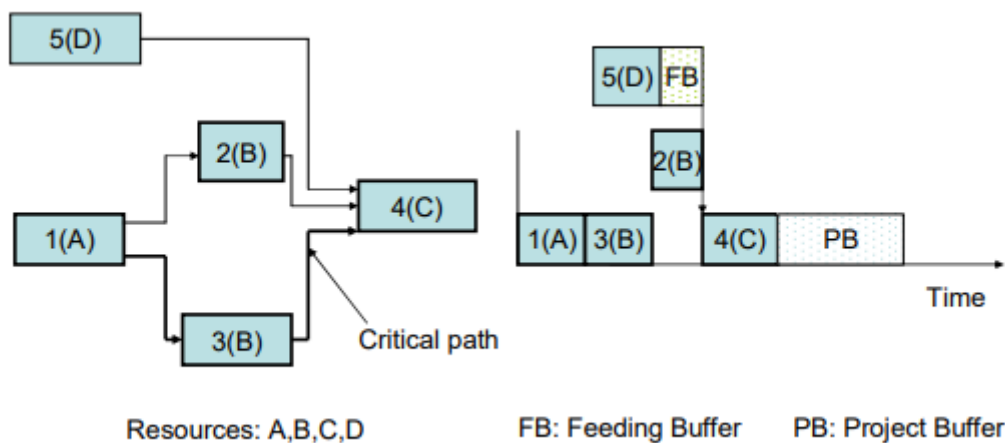 5(D)
2(B)
1(A)
4(C)
3(B)
Critical path
Resources: A,B,C,D
5(D) FB
2(B)
1(A) 3(B) 4(C) PB
Time
FB: Feeding Buffer PB: Project Buffer